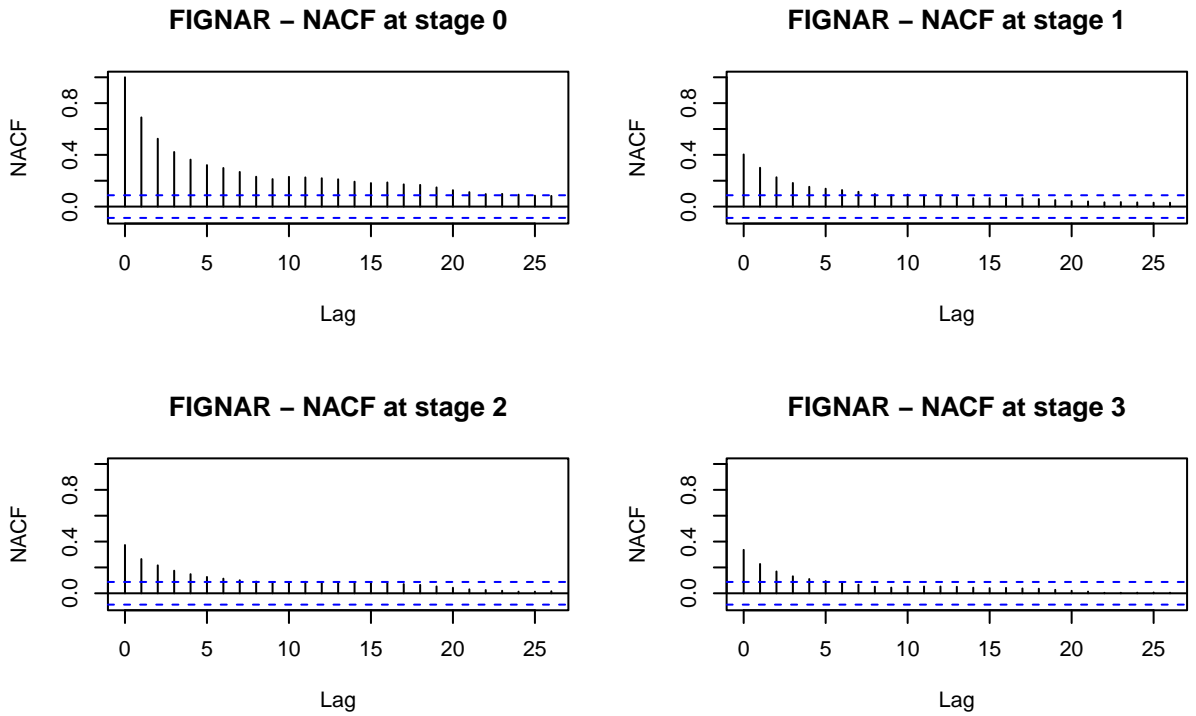 FIGNAR – NACF at stage 0
NACF
0.0 0.4 0.8
0 5 10 15 20 25
Lag
FIGNAR – NACF at stage 1
NACF
0.0 0.4 0.8
0 5 10 15 20 25
Lag
FIGNAR – NACF at stage 2
NACF
0.0 0.4 0.8
0 5 10 15 20 25
Lag
FIGNAR – NACF at stage 3
NACF
0.0 0.4 0.8
0 5 10 15 20 25
Lag